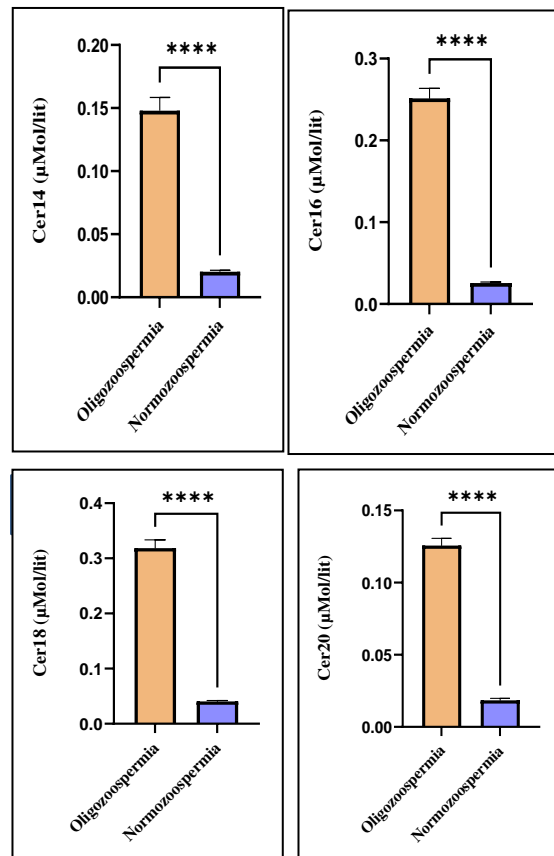 0.20
0.15
0.10
0.05
0.00
Cer14 (µMol/lit)
****
Oligozoospermia
Normozoospermia
0.3
0.2
0.1
0.0
Cer16 (µMol/lit)
****
Oligozoospermia
Normozoospermia
0.4
0.3
0.2
0.1
0.0
Cer18 (µMol/lit)
****
Oligozoospermia
Normozoospermia
0.15
0.10
0.05
0.00
Cer20 (µMol/lit)
****
Oligozoospermia
Normozoospermia